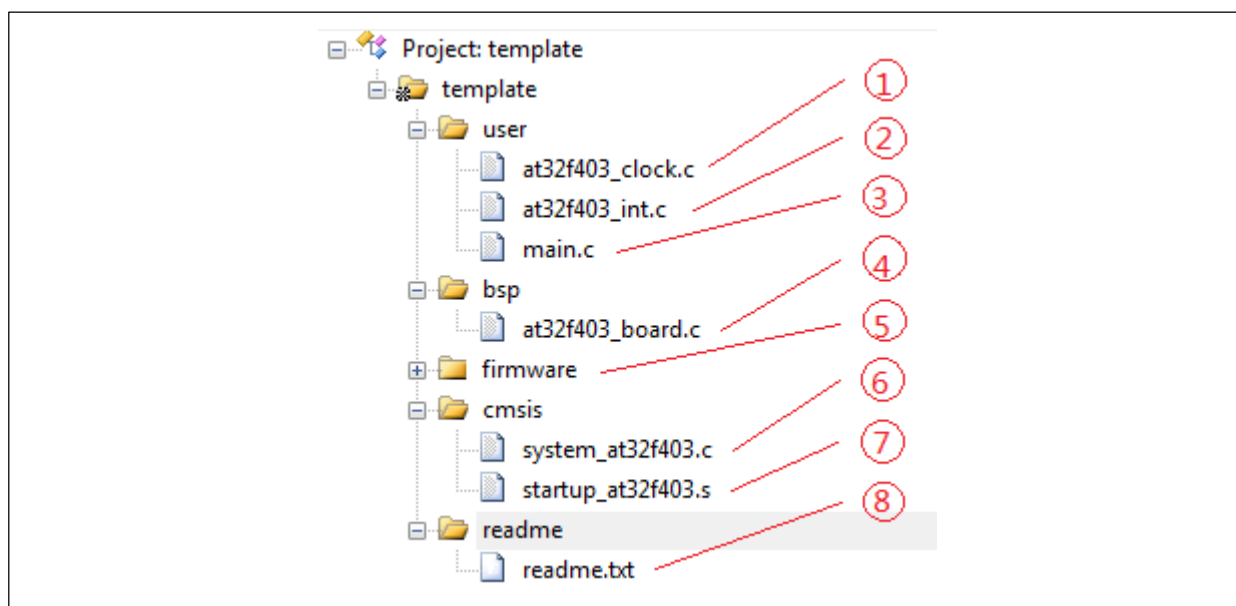 Project: template
template
①
user
②
at32f403_clock.c
at32f403_int.c
③
main.c
④
bsp
at32f403_board.c
⑤
firmware
⑥
cmsis
system_at32f403.c
⑦
startup_at32f403.s
⑧
readme
readme.txt